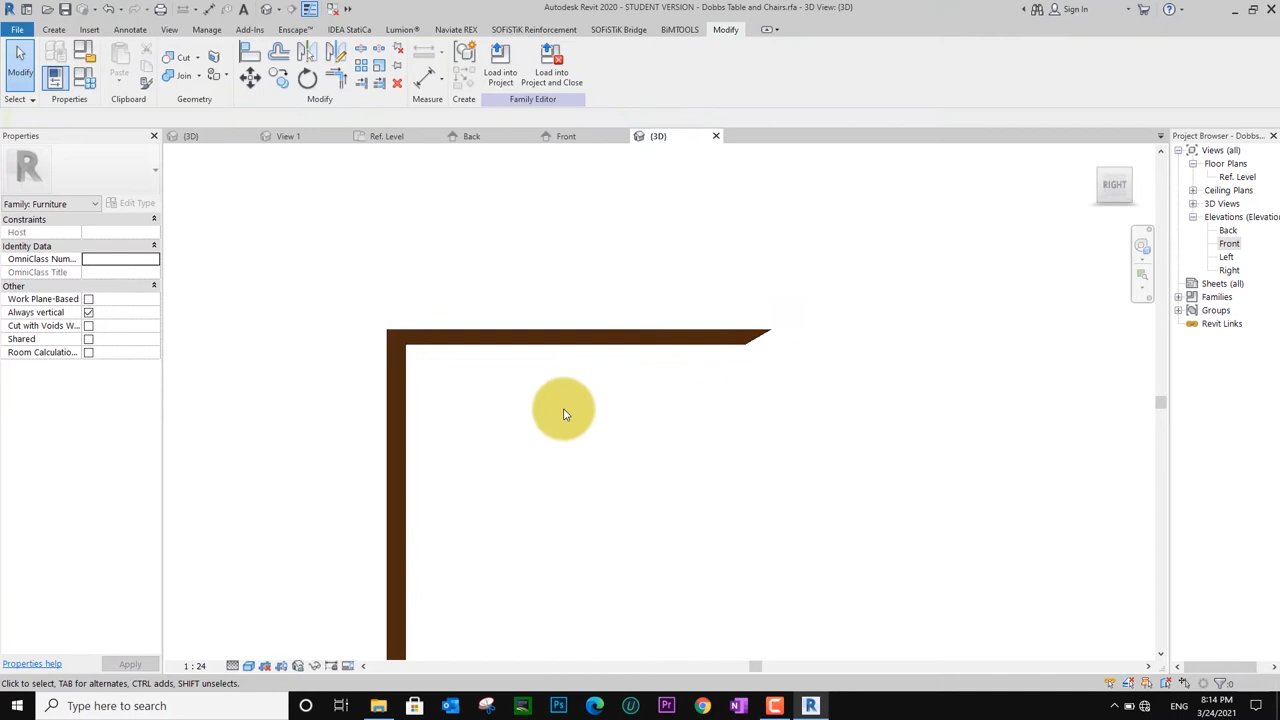 Autodesk Revit 2020 - STUDENT VERSION - Dobbs Table and Chairs.rfa - 3D View: {3D}
Sign In
File Create Insert Annotate View Manage Add-Ins Enscape™ IDEA StatiCa Lumion® Naviate REX SOFiSTiK Reinforcement SOFiSTiK Bridge BiMTOOLS Modify
Modify
Paste
Cut
Join
Load into Project
Load into Project and Close
Select Properties Clipboard Geometry Modify Measure Create Family Editor
Properties
{3D} View 1 Ref. Level Back Front {3D}
Project Browser - Dobbs...
R
Family: Furniture
Edit Type
Constraints
Host
Identity Data
OmniClass Num...
OmniClass Title
Other
Work Plane-Based
Always vertical
Cut with Voids W...
Shared
Room Calculatio...
RIGHT
Views (all)
Floor Plans
Ref. Level
Ceiling Plans
3D Views
Elevations (Elevatio
Back
Front
Left
Right
Sheets (all)
Families
Groups
Revit Links
Properties help
Apply
1 : 24
Click to select, TAB for alternates, CTRL adds, SHIFT unselects.
:0
Type here to search
ENG
8:14 PM
3/24/2021